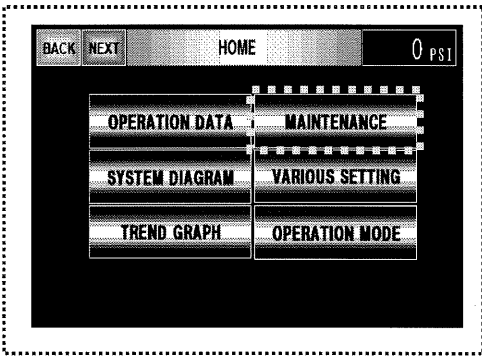 BACK NEXT HOME 0 PSI
OPERATION DATA MAINTENANCE
SYSTEM DIAGRAM VARIOUS SETTING
TREND GRAPH OPERATION MODE